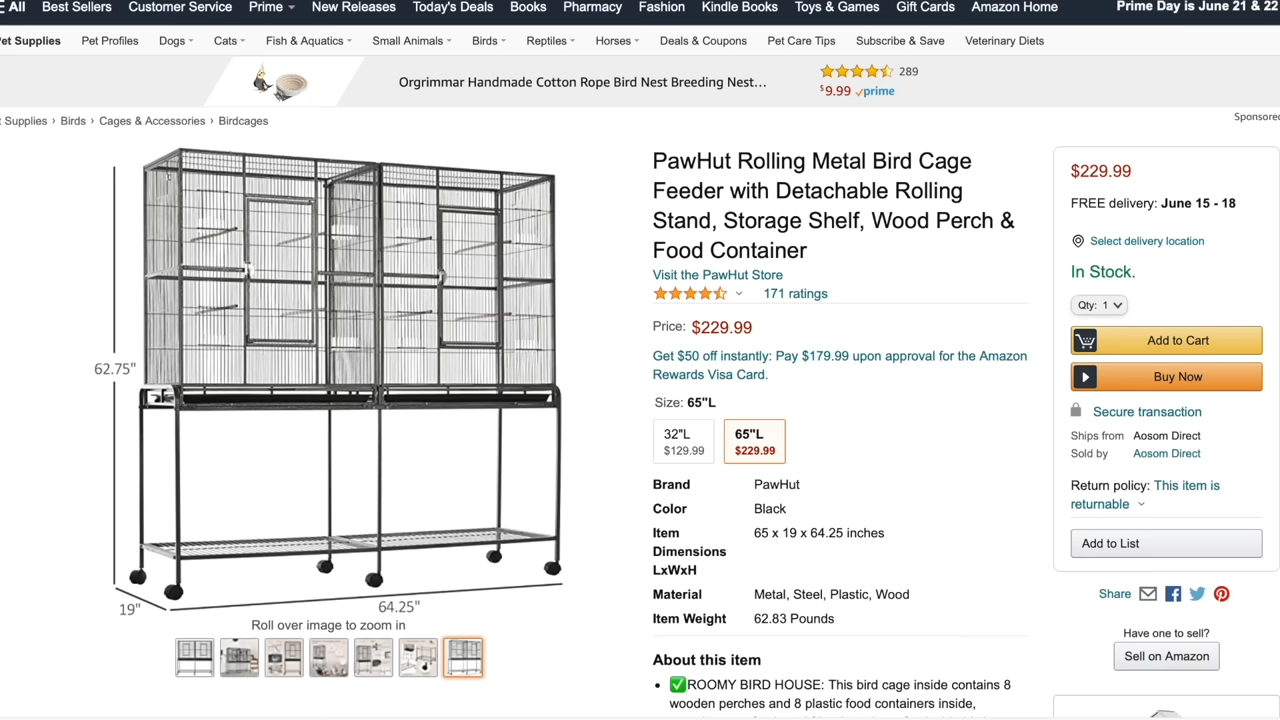 All Best Sellers Customer Service Prime New Releases Today's Deals Books Pharmacy Fashion Kindle Books Toys & Games Gift Cards Amazon Home Prime Day is June 21 & 22
Pet Supplies Pet Profiles Dogs Cats Fish & Aquatics Small Animals Birds Reptiles Horses Deals & Coupons Pet Care Tips Subscribe & Save Veterinary Diets
Orgrimmar Handmade Cotton Rope Bird Nest Breeding Nest... 289
$9.99 prime
t Supplies › Birds › Cages & Accessories › Birdcages
Sponsored
62.75"
19"
64.25"
Roll over image to zoom in
PawHut Rolling Metal Bird Cage
Feeder with Detachable Rolling
Stand, Storage Shelf, Wood Perch &
Food Container
Visit the PawHut Store
171 ratings
Price: $229.99
Get $50 off instantly: Pay $179.99 upon approval for the Amazon
Rewards Visa Card.
Size: 65"L
32"L 65"L
$129.99 $229.99
Brand PawHut
Color Black
Item 65 x 19 x 64.25 inches
Dimensions
LxWxH
Material Metal, Steel, Plastic, Wood
Item Weight 62.83 Pounds
About this item
• ✅ROOMY BIRD HOUSE: This bird cage inside contains 8
wooden perches and 8 plastic food containers inside,
$229.99
FREE delivery: June 15 - 18
Select delivery location
In Stock.
Qty: 1
Add to Cart
Buy Now
Secure transaction
Ships from Aosom Direct
Sold by Aosom Direct
Return policy: This item is
returnable
Add to List
Share
Have one to sell?
Sell on Amazon